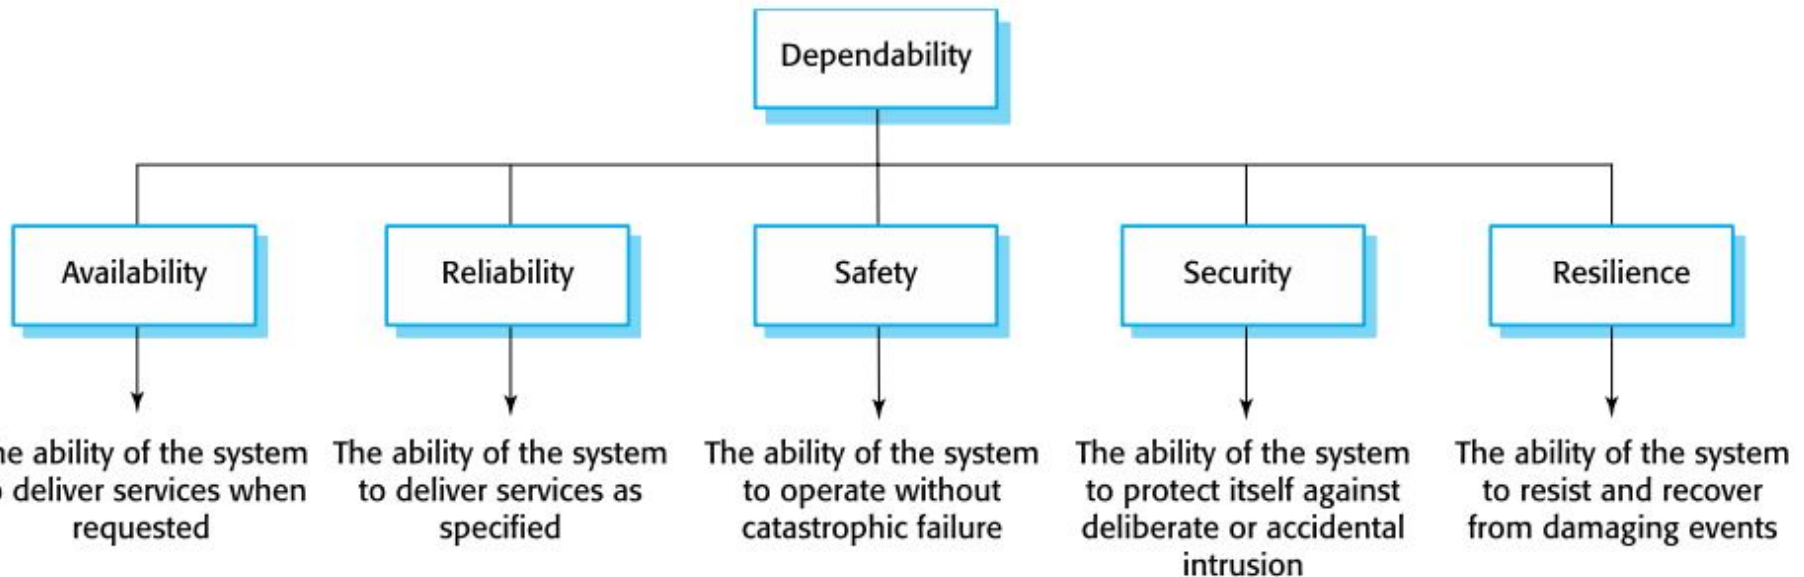 Dependability
Availability
Reliability
Safety
Security
Resilience
he ability of the system
deliver services when
requested
The ability of the system
to deliver services as
specified
The ability of the system
to operate without
catastrophic failure
The ability of the system
to protect itself against
deliberate or accidental
intrusion
The ability of the system
to resist and recover
from damaging events